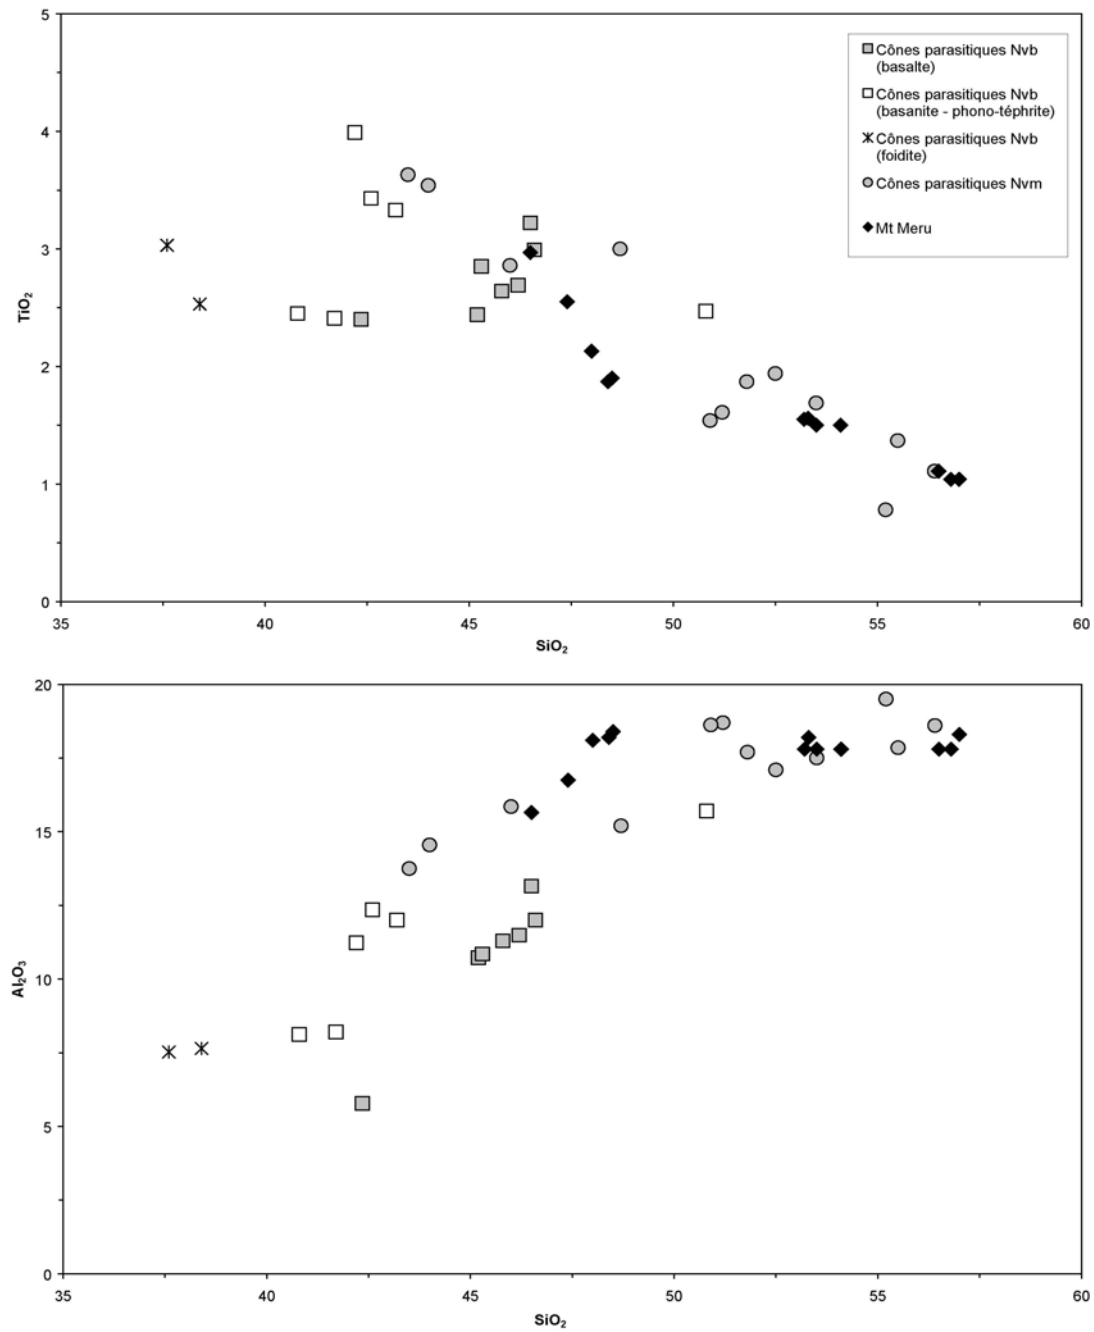 5
4
3
2
1
0
TiO₂
35 40 45 50 55 60
SiO₂
Cônes parasitiques Nvb
(basalte)
Cônes parasitiques Nvb
(basanite - phono-téphrite)
Cônes parasitiques Nvb
(foidite)
Cônes parasitiques Nvm
Mt Meru
20
15
10
5
0
Al₂O₃
35 40 45 50 55 60
SiO₂